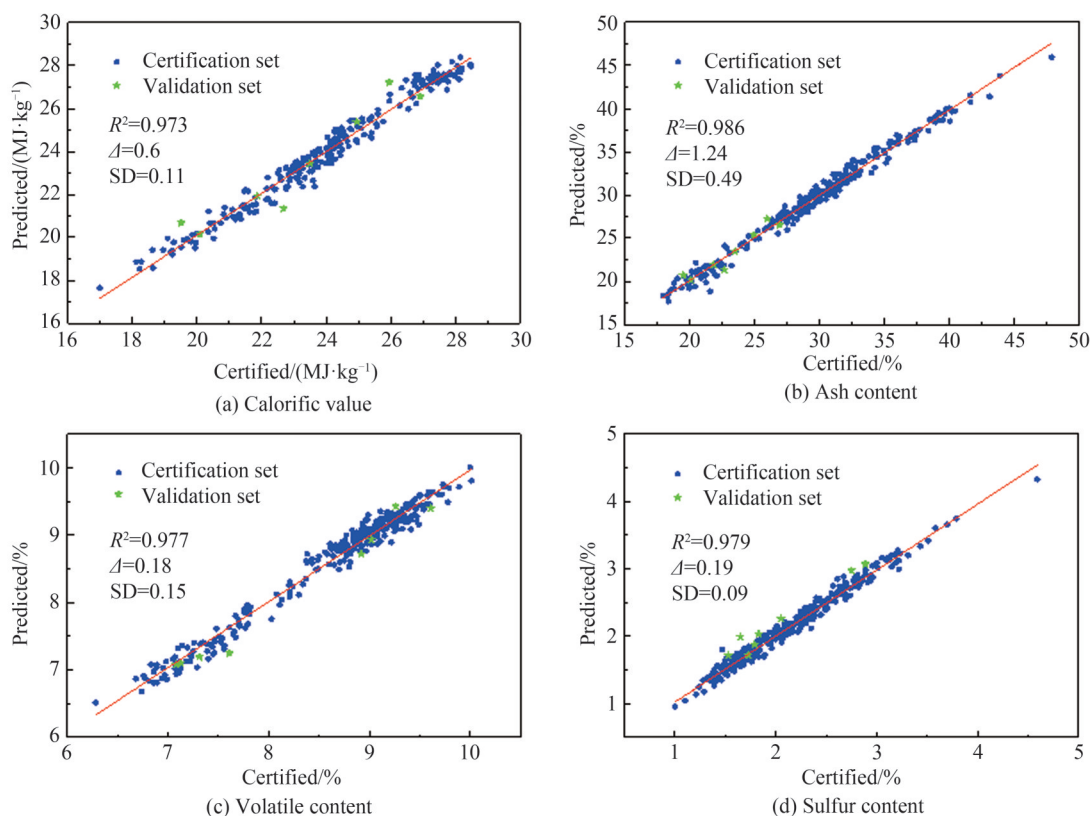 30
28
26
24
22
20
18
16
Predicted/(MJ·kg⁻¹)
Certification set
Validation set
R²=0.973
Δ=0.6
SD=0.11
16 18 20 22 24 26 28 30
Certified/(MJ·kg⁻¹)
(a) Calorific value
50
45
40
35
30
25
20
15
Predicted/%
Certification set
Validation set
R²=0.986
Δ=1.24
SD=0.49
15 20 25 30 35 40 45 50
Certified/%
(b) Ash content
10
9
8
7
6
Predicted/%
Certification set
Validation set
R²=0.977
Δ=0.18
SD=0.15
6 7 8 9 10
Certified/%
(c) Volatile content
5
4
3
2
1
Predicted/%
Certification set
Validation set
R²=0.979
Δ=0.19
SD=0.09
1 2 3 4 5
Certified/%
(d) Sulfur content